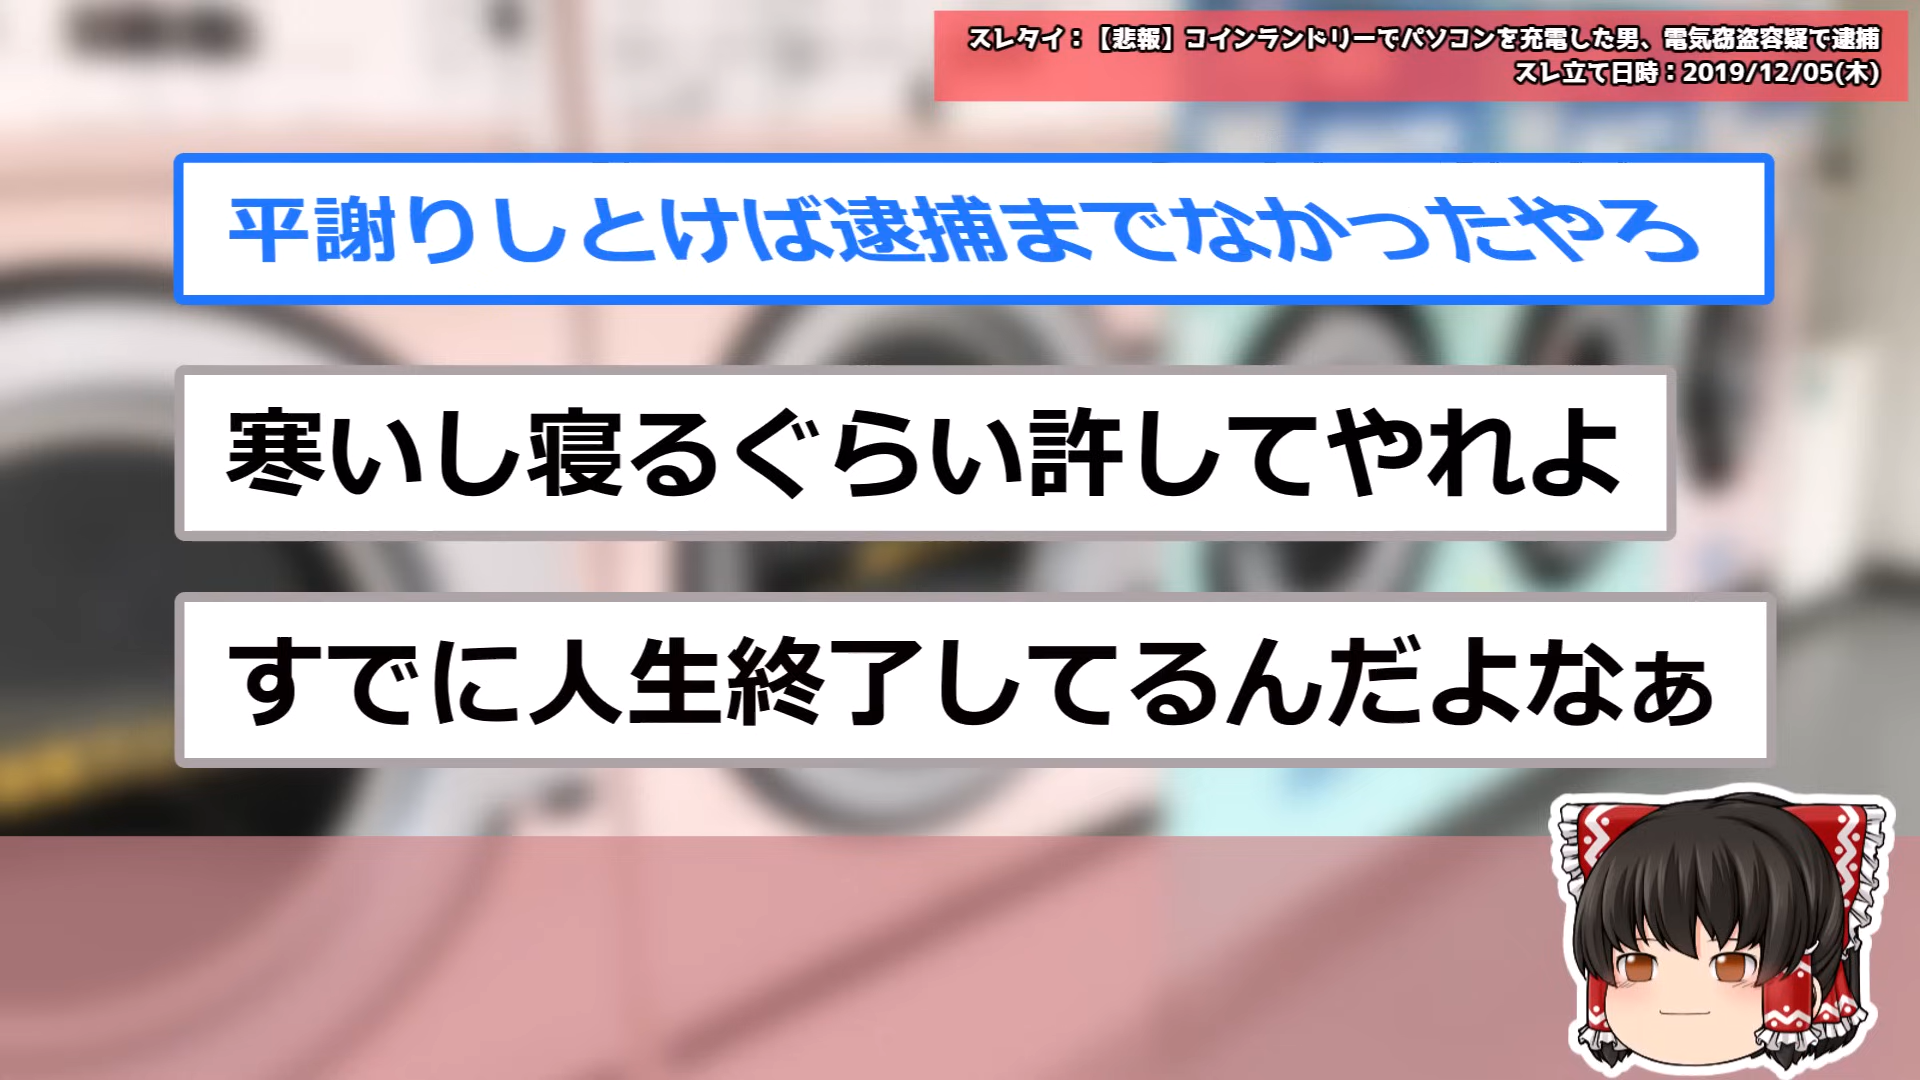 スレタイ：【悲報】コインランドリーでパソコンを充電した男、電気窃盗容疑で逮捕
スレ立て日時：2019/12/05(木)
平謝りしとけば逮捕までなかったやろ
寒いし寝るぐらい許してやれよ
すでに人生終了してるんだよなぁ